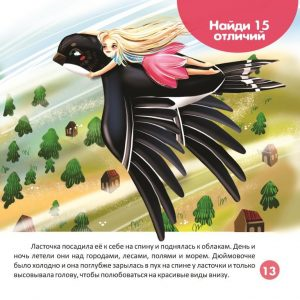 Найди 15
отличий
Ласточка посадила её к себе на спину и поднялась к облакам. День и
ночь летели они над городами, лесами, полями и морем. Дюймовочке
было холодно и она поглубже зарылась в пух на спине у ласточки и только
высовывала голову, чтобы полюбоваться на красивые виды внизу.
13